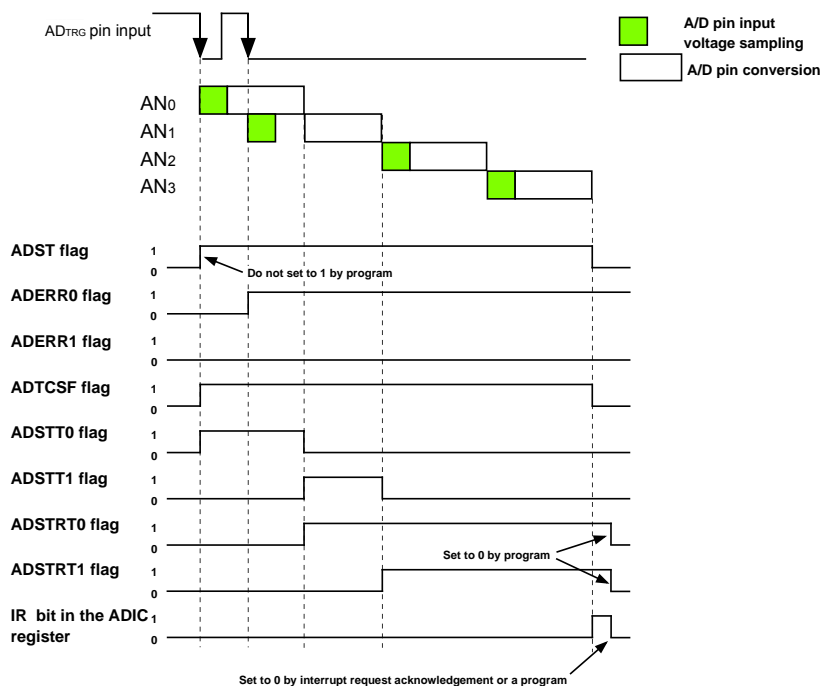 ADTRG pin input
A/D pin input
voltage sampling
A/D pin conversion
AN0
AN1
AN2
AN3
ADST flag
1
0
Do not set to 1 by program
ADERR0 flag
1
0
ADERR1 flag
1
0
ADTCSF flag
1
0
ADSTT0 flag
1
0
ADSTT1 flag
1
0
ADSTRT0 flag
1
0
Set to 0 by program
ADSTRT1 flag
1
0
IR bit in the ADIC
register
1
0
Set to 0 by interrupt request acknowledgement or a program